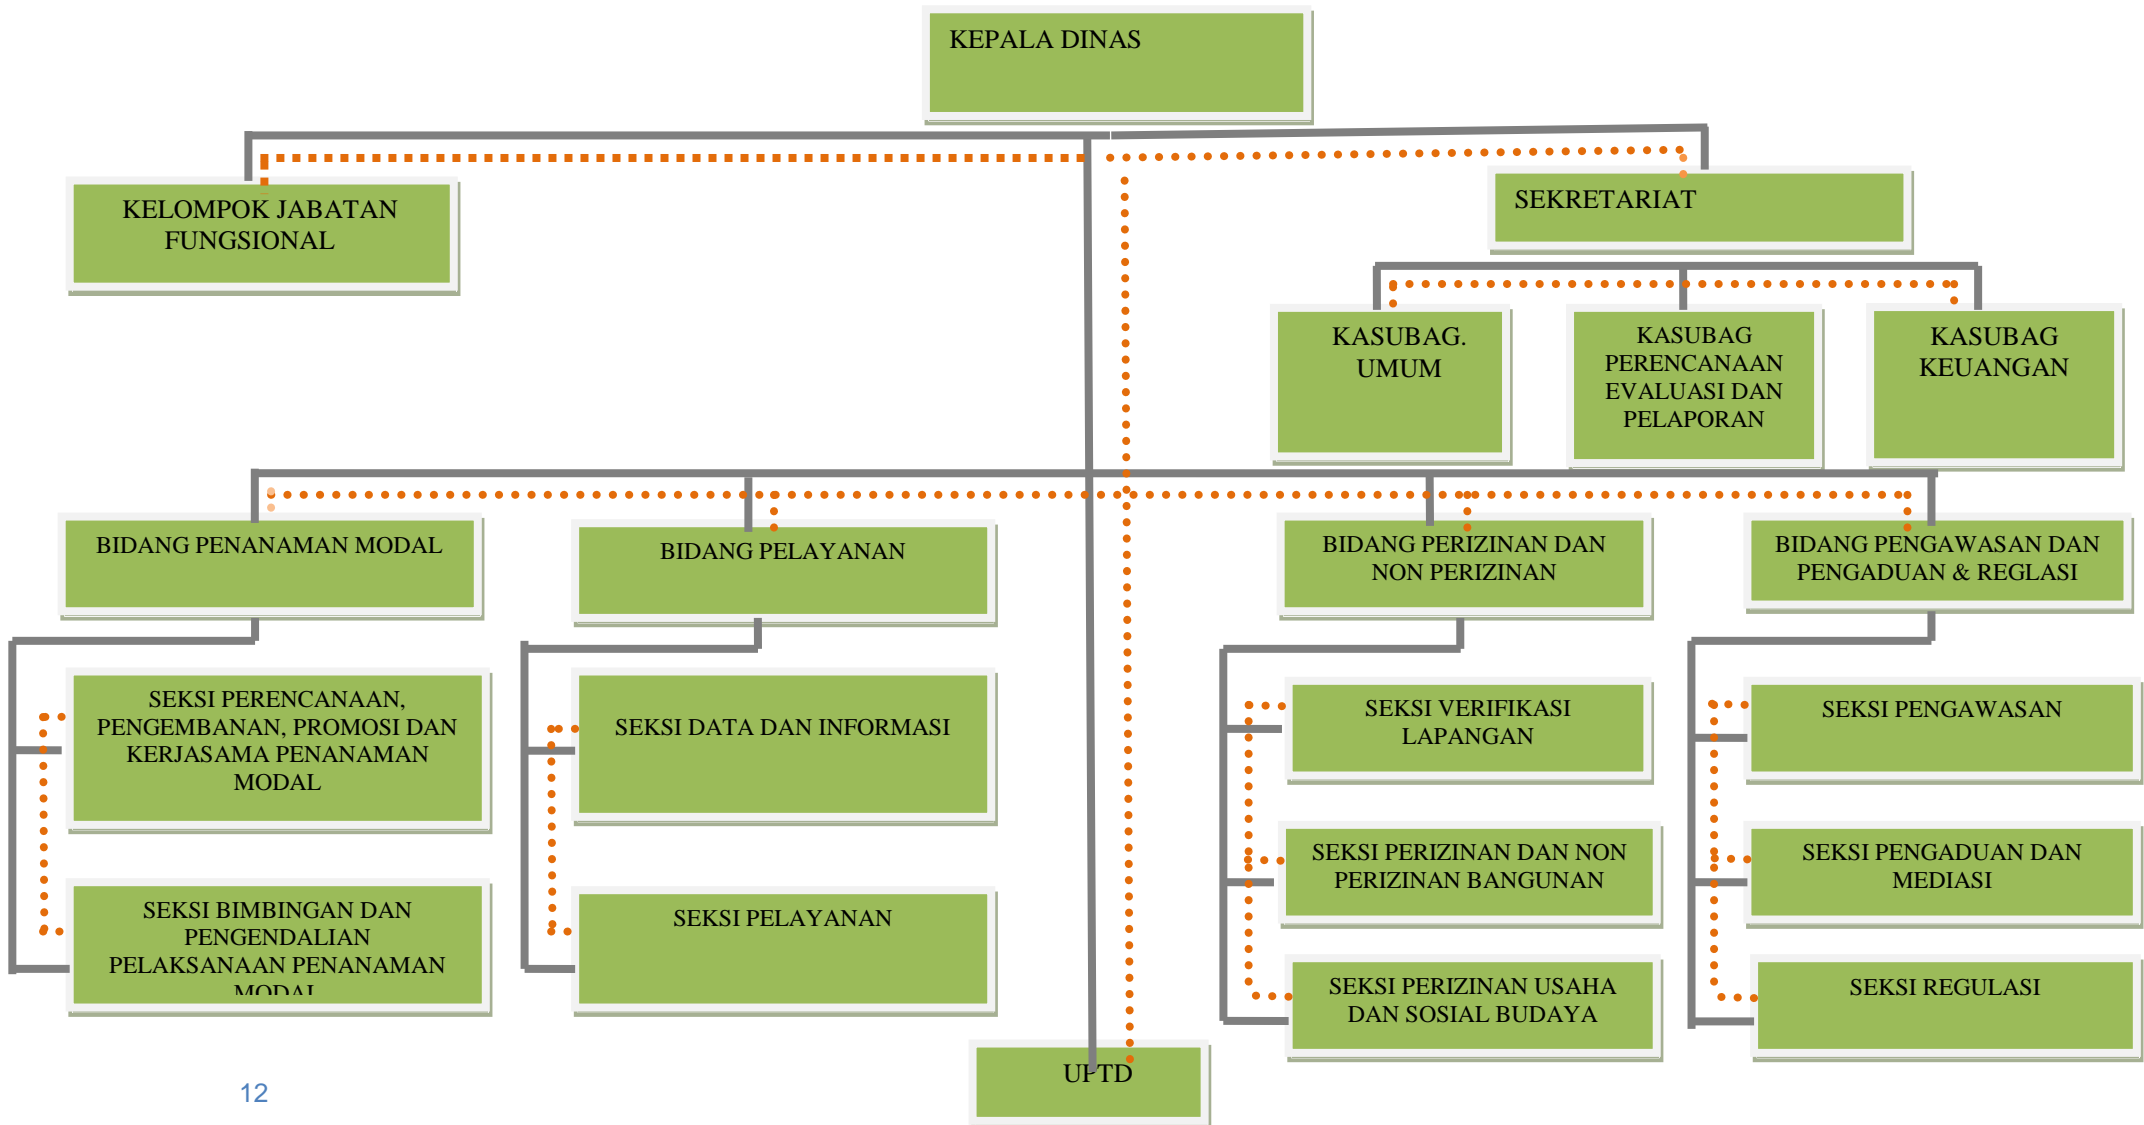 KEPALA DINAS
KELOMPOK JABATAN
FUNGSIONAL
SEKRETARIAT
KASUBAG.
UMUM
KASUBAG
PERENCANAAN
EVALUASI DAN
PELAPORAN
KASUBAG
KEUANGAN
BIDANG PENANAMAN MODAL
BIDANG PELAYANAN
BIDANG PERIZINAN DAN
NON PERIZINAN
BIDANG PENGAWASAN DAN
PENGADUAN & REGLASI
SEKSI PERENCANAAN,
PENGEMBANAN, PROMOSI DAN
KERJASAMA PENANAMAN
MODAL
SEKSI DATA DAN INFORMASI
SEKSI VERIFIKASI
LAPANGAN
SEKSI PENGAWASAN
SEKSI BIMBINGAN DAN
PENGENDALIAN
PELAKSANAAN PENANAMAN
MODAL
SEKSI PELAYANAN
SEKSI PERIZINAN DAN NON
PERIZINAN BANGUNAN
SEKSI PENGADUAN DAN
MEDIASI
SEKSI PERIZINAN USAHA
DAN SOSIAL BUDAYA
SEKSI REGULASI
UPTD
12